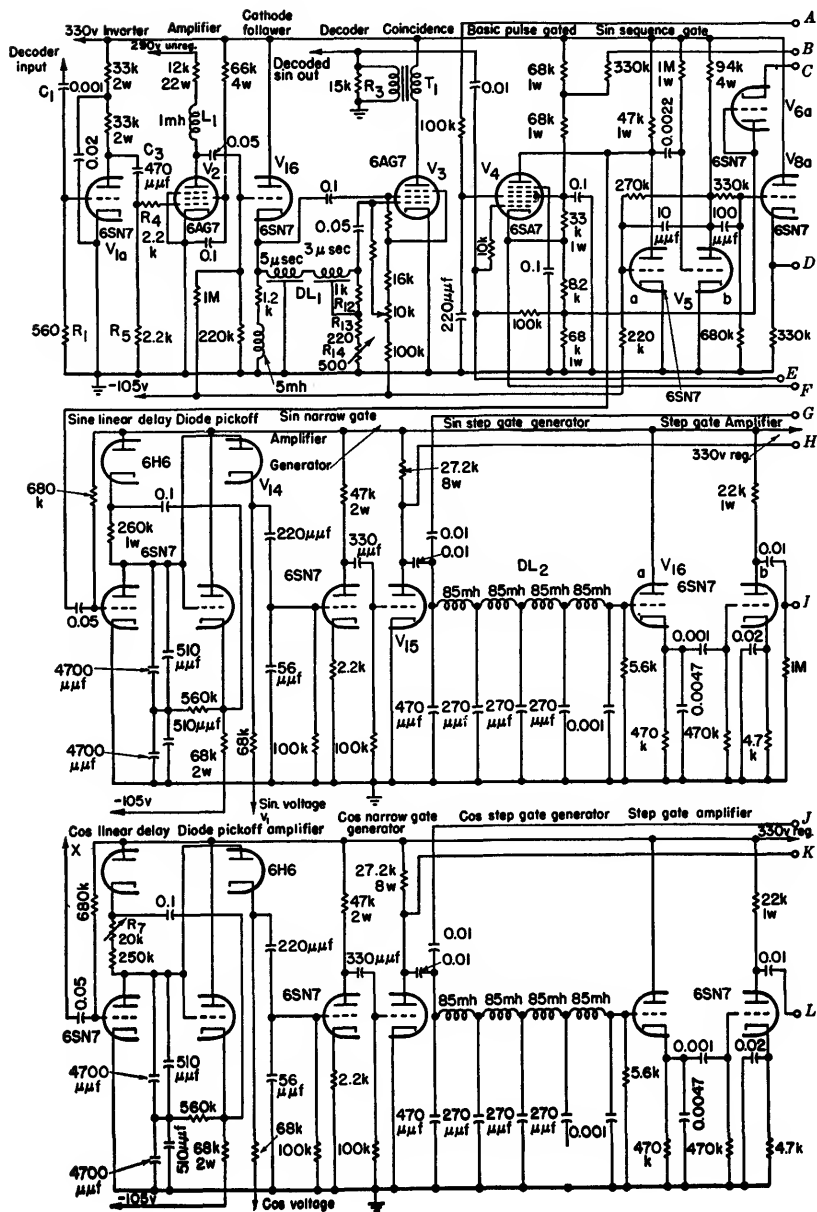 330v Inverter
Amplifier
Cathode
follower
Decoder
Coincidence
Basic pulse gated
Sin sequence gate
A
290v unreg.
Decoded
sin out
B
C
Decoder
input
0.001
C1
33k
2w
12k
22w
66k
4w
15k
R3
T1
0.01
68k
1w
330k
1M
1w
94k
4w
V6a
33k
2w
0.02
1mh
L1
C3
470
μμf
0.05
V2
V16
6AG7
V3
100k
V4
68k
1w
47k
1w
0.0022
6SN7
V8a
0.1
270k
330k
R4
2.2
k
6SN7
V1a
6AG7
0.1
6SN7
0.05
6SA7
0.1
33
k
1w
10
μμf
100
μμf
6SN7
5μsec
3μsec
DL1
1k
R12
16k
10k
0.1
8.2
k
a
V5
b
D
1M
1.2
k
R13
220
R14
500
10k
220μμf
100k
560
R1
R5
2.2k
220k
100k
68
k
1w
220
k
680k
330k
6SN7
-105v
5mh
E
F
Sine linear delay
Diode pickoff
Amplifier
Sin narrow gate
Generator
Sin step gate generator
Step gate Amplifier
G
H
330v reg.
6H6
680
k
0.1
V14
47k
2w
27.2k
8w
22k
1w
260k
1w
220μμf
330
μμf
0.01
0.01
6SN7
6SN7
DL2
V16
6SN7
0.01
85mh
85mh
85mh
85mh
a
b
I
0.05
V15
0.001
0.02
4700
μμf
510
μμf
56
μμf
2.2k
5.6k
560k
510μμf
470
μμf
270
μμf
270
μμf
0.001
0.0047
1M
4700
μμf
68k
2w
68k
100k
100k
470
k
470k
4.7
k
-105v
Sin. voltage
V1
Cos linear delay
Diode pickoff amplifier
Cos narrow gate
generator
Cos step gate generator
Step gate amplifier
J
330v reg.
K
X
680k
6H6
27.2k
8w
47k
2w
22k
1w
R7
20k
250k
0.1
220μμf
330μμf
0.01
0.01
0.01
0.05
6SN7
6SN7
85mh
85mh
85mh
85mh
6SN7
L
4700
μμf
510
μμf
56
μμf
2.2k
5.6k
0.001
0.02
560k
510μμf
470
μμf
270
μμf
270
μμf
0.001
0.0047
4700
μμf
68k
2w
68k
100k
100k
470
k
470k
4.7k
-105v
Cos voltage